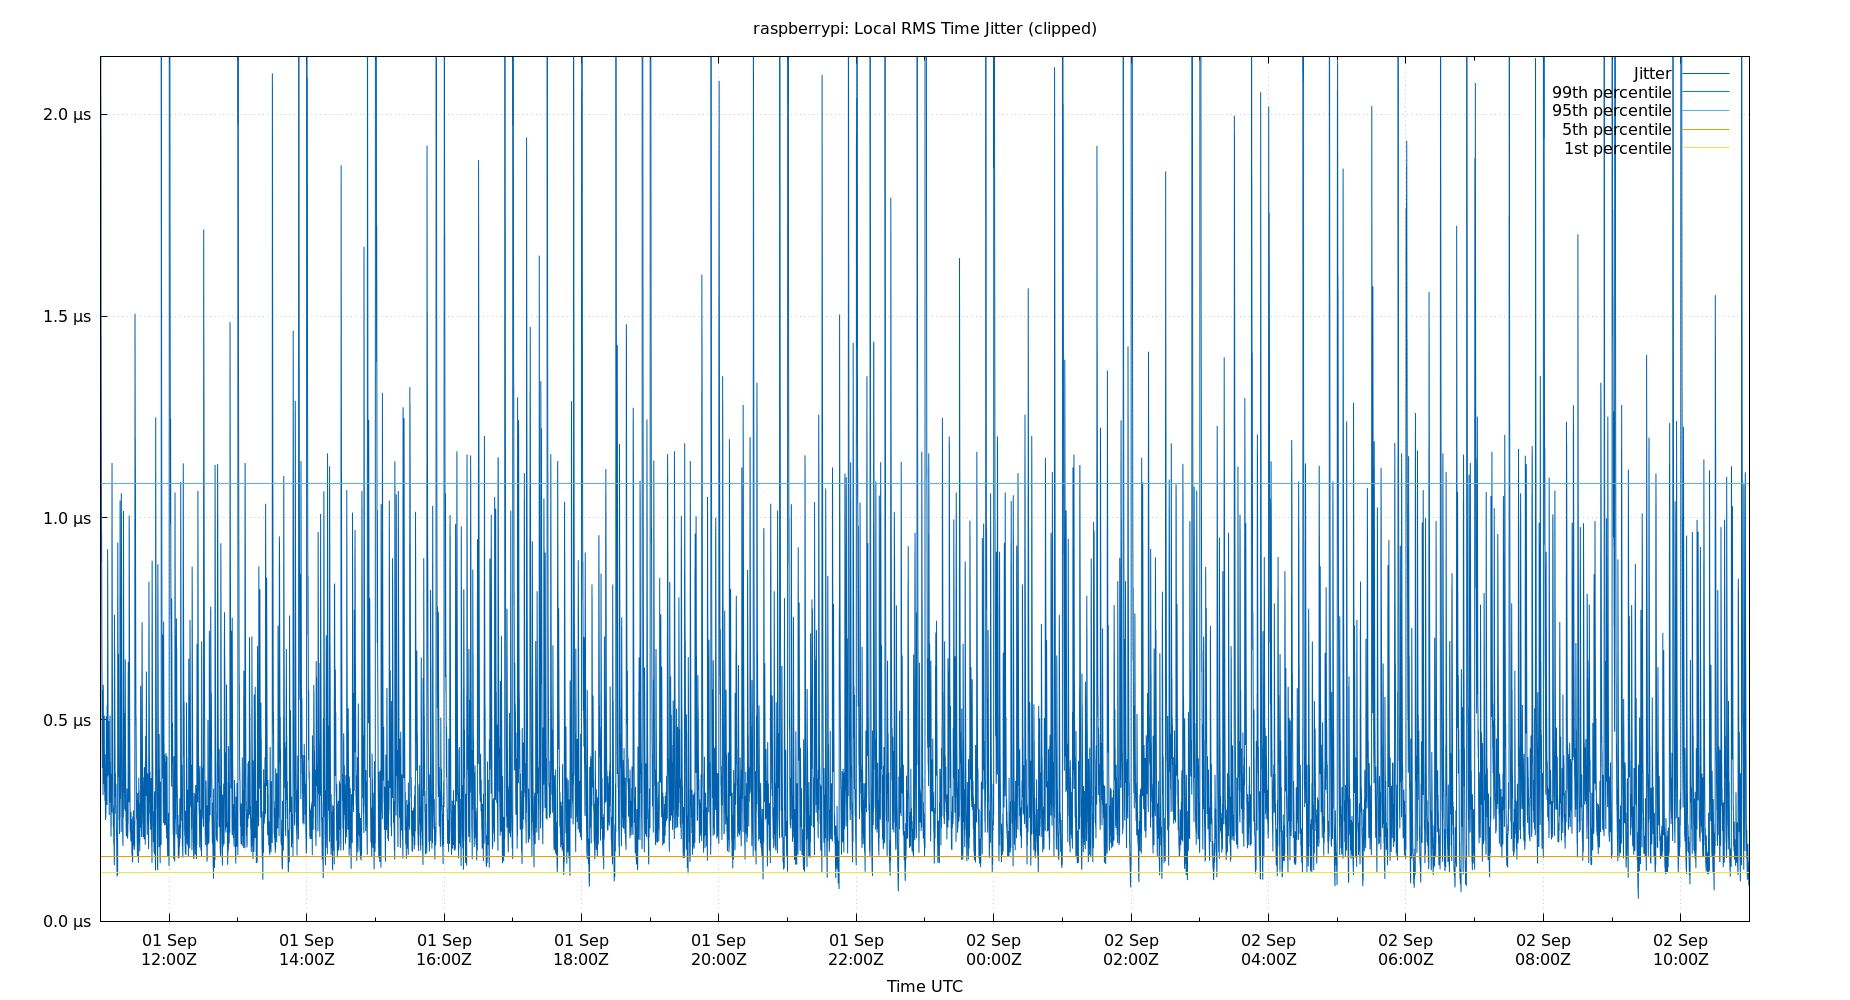 raspberrypi: Local RMS Time Jitter (clipped)
Jitter
99th percentile
95th percentile
5th percentile
1st percentile
2.0 µs
1.5 µs
1.0 µs
0.5 µs
0.0 µs
01 Sep 01 Sep 01 Sep 01 Sep 01 Sep 01 Sep 02 Sep 02 Sep 02 Sep 02 Sep 02 Sep 02 Sep
12:00Z 14:00Z 16:00Z 18:00Z 20:00Z 22:00Z 00:00Z 02:00Z 04:00Z 06:00Z 08:00Z 10:00Z
Time UTC